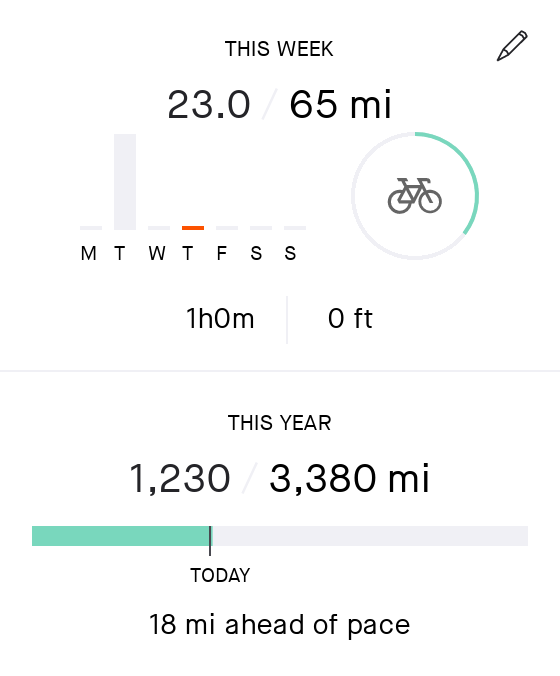 THIS WEEK
23.0 / 65 mi
M T W T F S S
1h0m 0 ft
THIS YEAR
1,230 / 3,380 mi
TODAY
18 mi ahead of pace